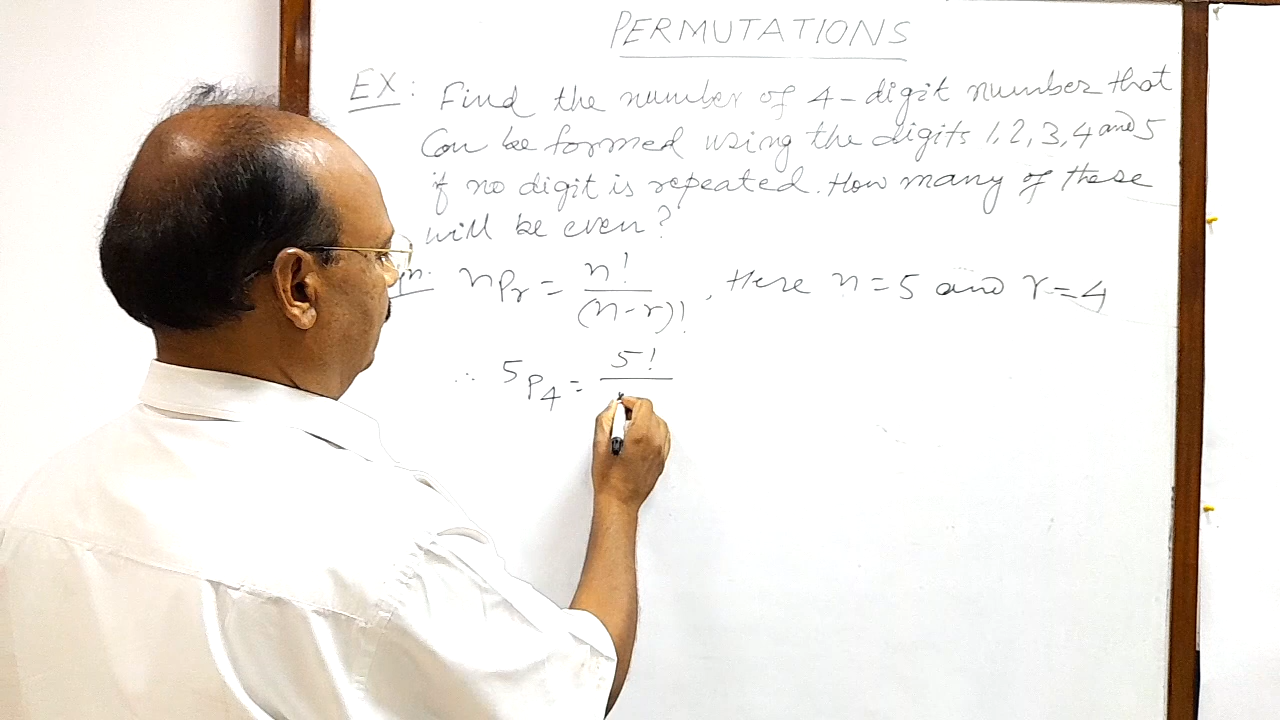 PERMUTATIONS
EX: Find the number of 4-digit number that
Can be formed using the digits 1, 2, 3, 4 and 5
if no digit is repeated. How many of these
will be even?
nPr = n! / (n-r)! , Here n = 5 and r = 4
∴ 5P4 = 5! /